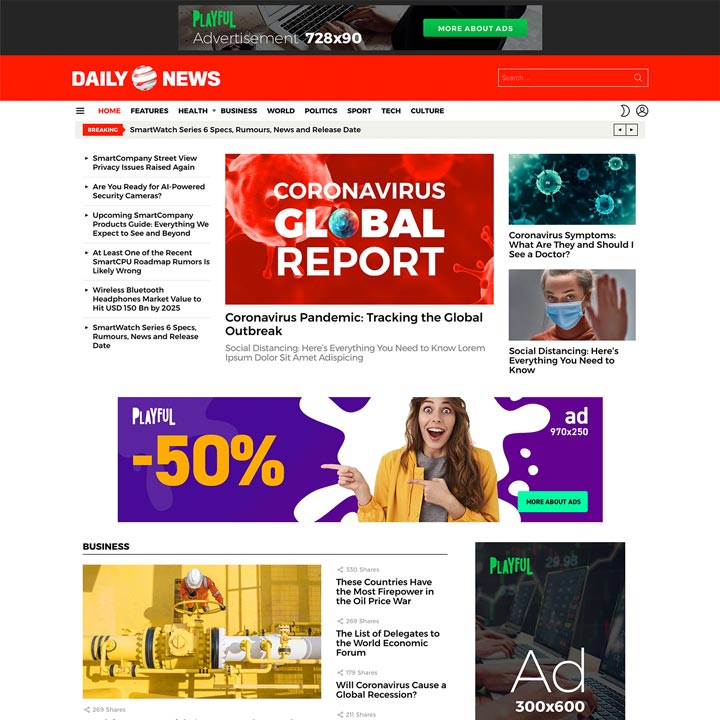 PLAYFUL
Advertisement 728x90
MORE ABOUT ADS
DAILY NEWS
Search …
HOME FEATURES HEALTH BUSINESS WORLD POLITICS SPORT TECH CULTURE
BREAKING SmartWatch Series 6 Specs, Rumours, News and Release Date
SmartCompany Street View
Privacy Issues Raised Again
Are You Ready for AI-Powered
Security Cameras?
Upcoming SmartCompany
Products Guide: Everything We
Expect to See and Beyond
At Least One of the Recent
SmartCPU Roadmap Rumors Is
Likely Wrong
Wireless Bluetooth
Headphones Market Value to
Hit USD 150 Bn by 2025
SmartWatch Series 6 Specs,
Rumours, News and Release
Date
CORONAVIRUS
GLOBAL
REPORT
Coronavirus Pandemic: Tracking the Global
Outbreak
Social Distancing: Here's Everything You Need to Know Lorem
Ipsum Dolor Sit Amet Adispicing
Coronavirus Symptoms:
What Are They and Should I
See a Doctor?
Social Distancing: Here's
Everything You Need to
Know
PLAYFUL
-50%
ad
970x250
MORE ABOUT ADS
BUSINESS
269 Shares
330 Shares
These Countries Have
the Most Firepower in
the Oil Price War
269 Shares
The List of Delegates to
the World Economic
Forum
179 Shares
Will Coronavirus Cause a
Global Recession?
211 Shares
PLAYFUL
29.98
Ad
300x600